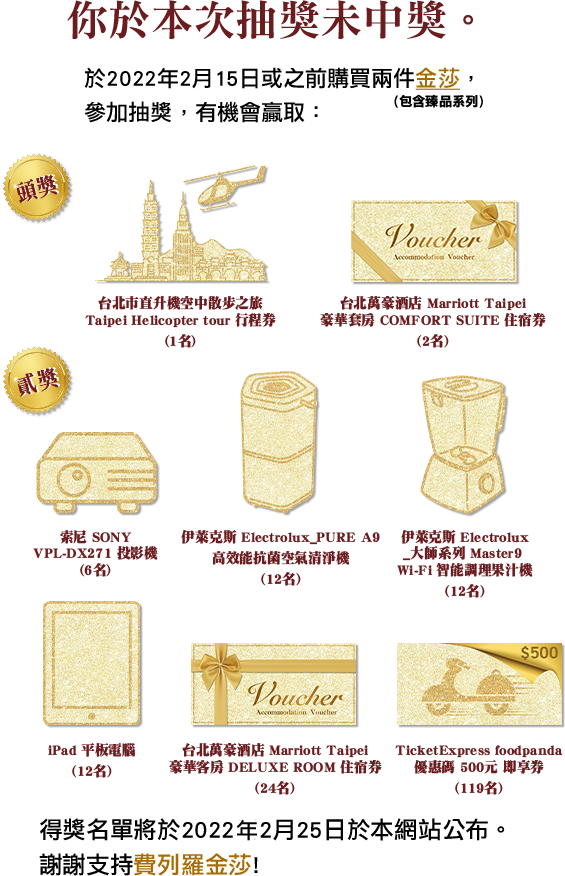 你於本次抽獎未中獎。
於2022年2月15日或之前購買兩件金莎，
(包含臻品系列)
參加抽獎，有機會贏取：
頭獎
Voucher
Accommodation Voucher
台北市直升機空中散步之旅
Taipei Helicopter tour 行程券
(1名)
台北萬豪酒店 Marriott Taipei
豪華套房 COMFORT SUITE 住宿券
(2名)
貳獎
索尼 SONY
VPL-DX271 投影機
(6名)
伊萊克斯 Electrolux_PURE A9
高效能抗菌空氣清淨機
(12名)
伊萊克斯 Electrolux
_大師系列 Master9
Wi-Fi 智能調理果汁機
(12名)
iPad 平板電腦
(12名)
Voucher
Accommodation Voucher
台北萬豪酒店 Marriott Taipei
豪華客房 DELUXE ROOM 住宿券
(24名)
$500
TicketExpress foodpanda
優惠碼 500元 即享券
(119名)
得獎名單將於2022年2月25日於本網站公布。
謝謝支持費列羅金莎!